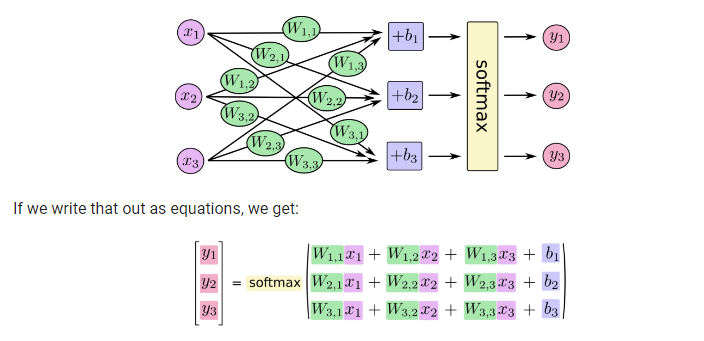 x₁ W₁,₁ +b₁ y₁
W₂,₁ W₁,₃
W₁,₂
x₂ W₂,₂ +b₂ softmax y₂
W₃,₂
W₂,₃ W₃,₁
x₃ W₃,₃ +b₃ y₃
If we write that out as equations, we get:
y₁ W₁,₁x₁ + W₁,₂x₂ + W₁,₃x₃ + b₁
y₂ = softmax W₂,₁x₁ + W₂,₂x₂ + W₂,₃x₃ + b₂
y₃ W₃,₁x₁ + W₃,₂x₂ + W₃,₃x₃ + b₃